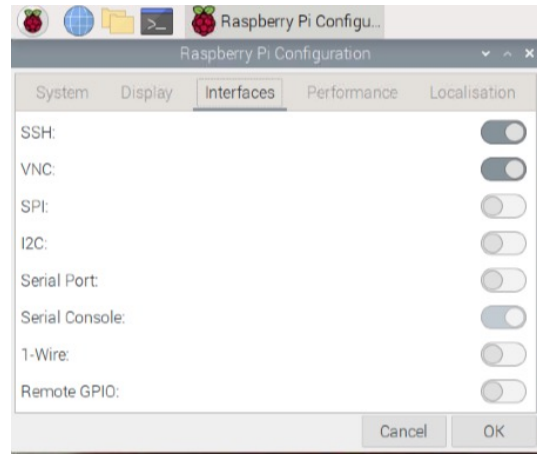 Raspberry Pi Configu...
Raspberry Pi Configuration
System Display Interfaces Performance Localisation
SSH:
VNC:
SPI:
I2C:
Serial Port:
Serial Console:
1-Wire:
Remote GPIO:
Cancel OK